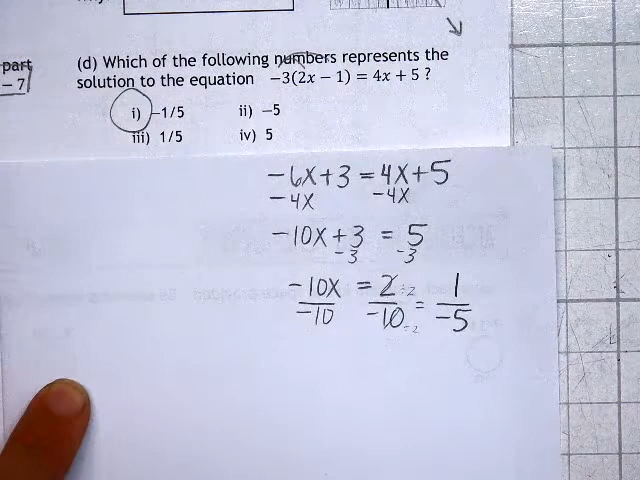 part
- 7
(d) Which of the following numbers represents the
solution to the equation -3(2x - 1) = 4x + 5 ?
i) -1/5 ii) -5
iii) 1/5 iv) 5
-6x+3 = 4x+5
-4x -4x
-10x+3 = 5
-3 -3
-10x = 2 ÷2 1
-10 -10 ÷2 = -5